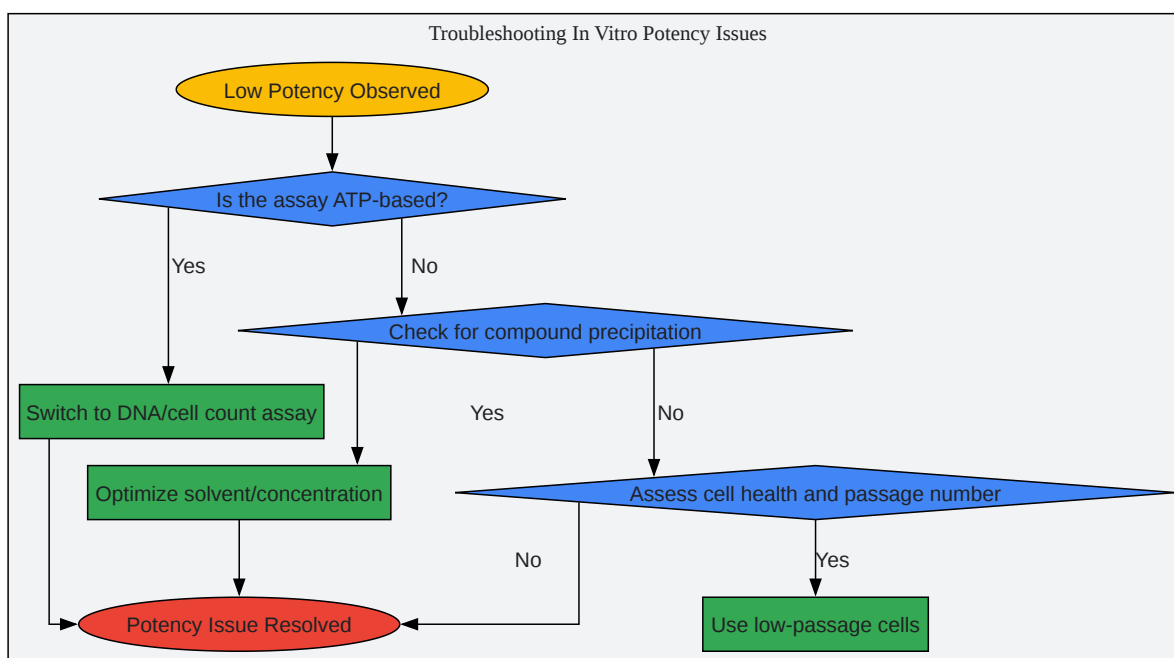 Troubleshooting In Vitro Potency Issues
Low Potency Observed
Is the assay ATP-based?
Yes
No
Check for compound precipitation
Switch to DNA/cell count assay
Yes
No
Optimize solvent/concentration
Assess cell health and passage number
No
Yes
Potency Issue Resolved
Use low-passage cells